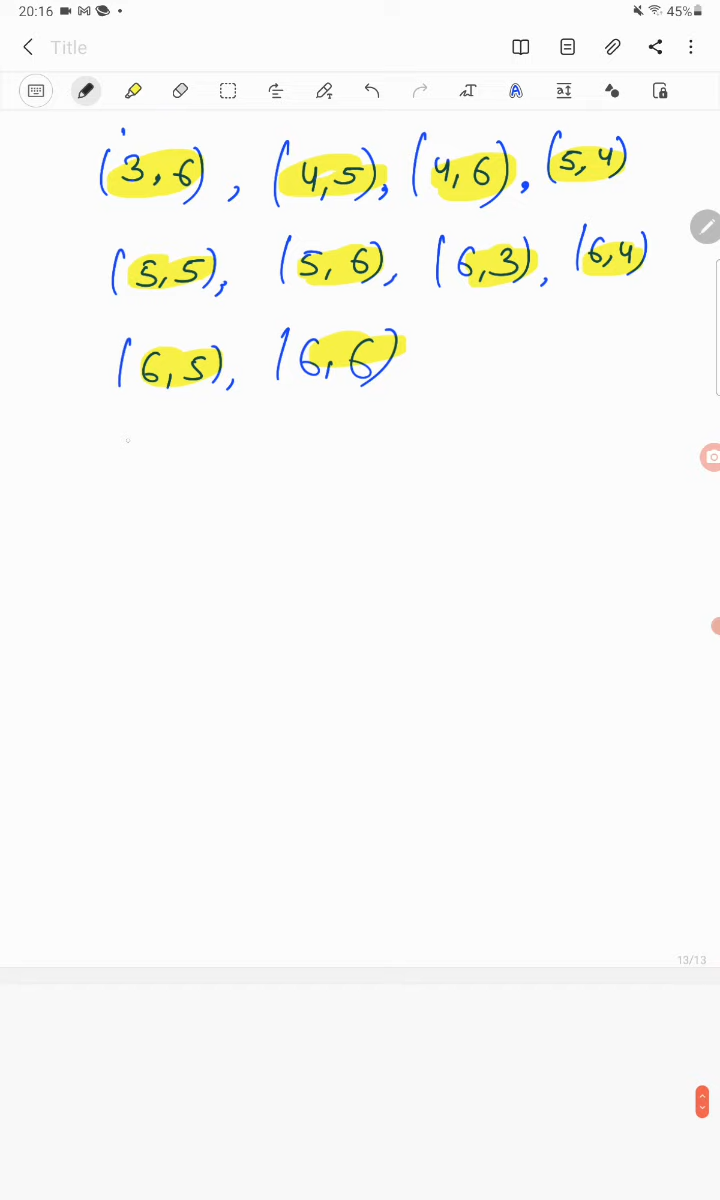 20:16 45%
Title
(3,6), (4,5), (4,6), (5,4)
(5,5), (5,6), (6,3), (6,4)
(6,5), (6,6)
13/13